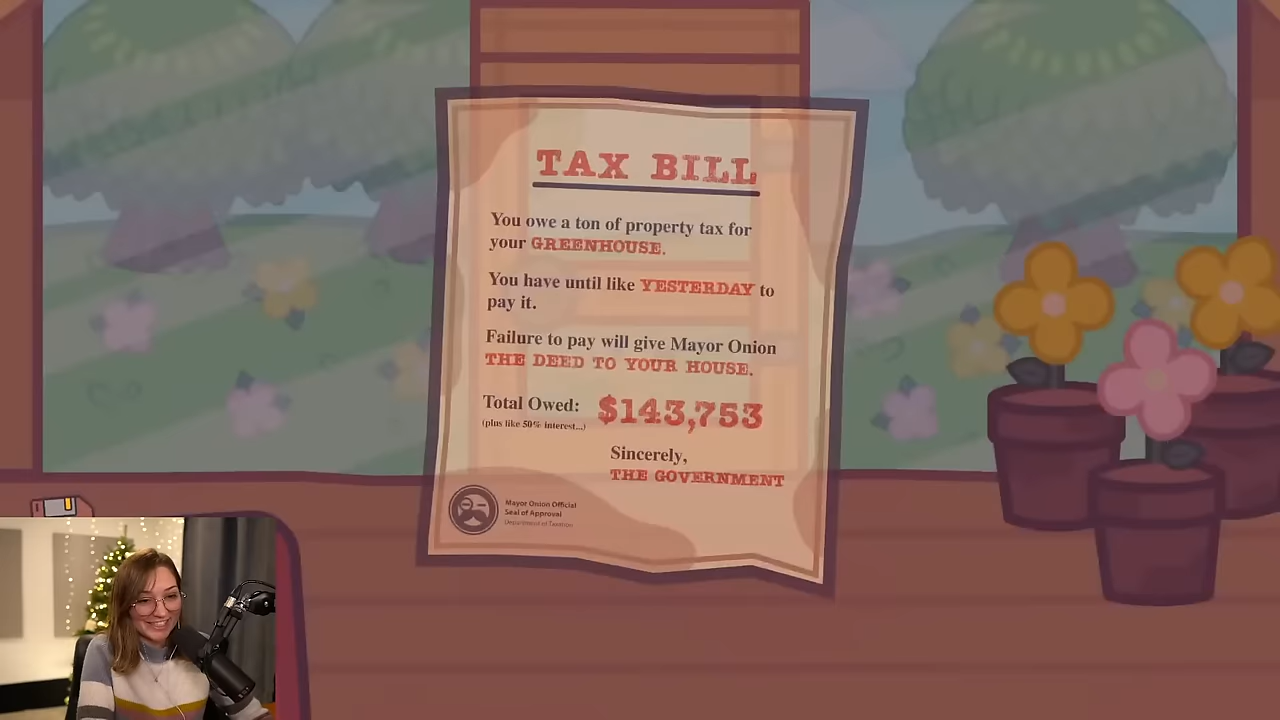 TAX BILL
You owe a ton of property tax for
your GREENHOUSE.
You have until like YESTERDAY to
pay it.
Failure to pay will give Mayor Onion
THE DEED TO YOUR HOUSE.
Total Owed: $143,753
(plus like 50% interest...)
Sincerely,
THE GOVERNMENT
Mayor Onion Official
Seal of Approval
Department of Taxation